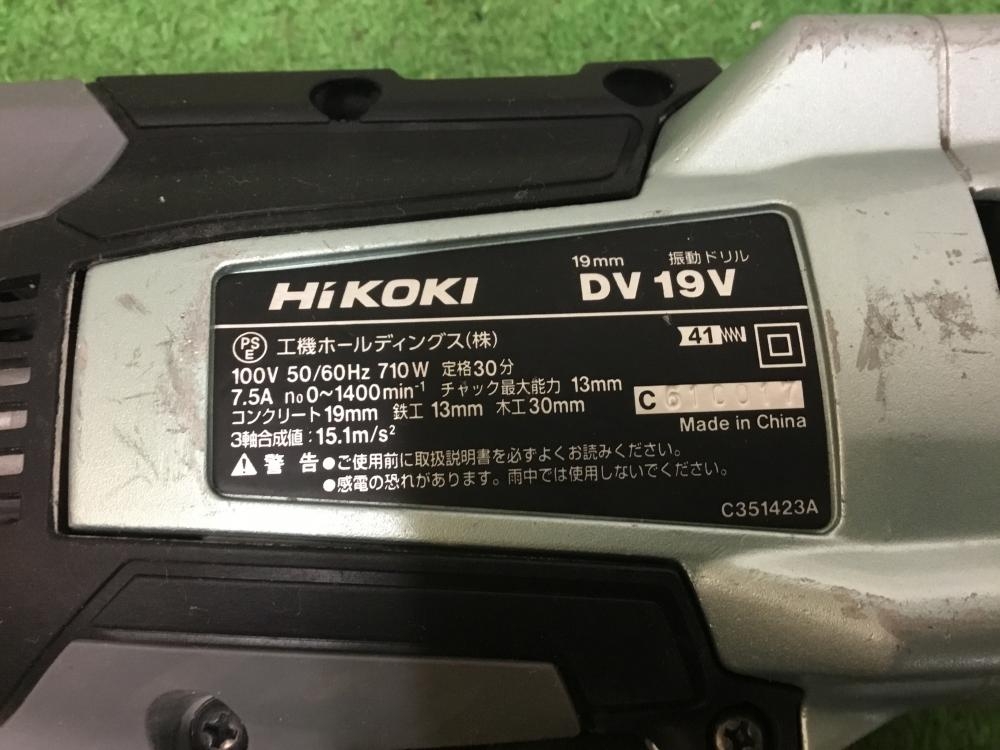 HiKOKI
19mm 振動ドリル
DV 19V
PS
E
工機ホールディングス(株)
41
100V 50/60Hz 710W 定格30分
7.5A n₀0~1400min⁻¹ チャック最大能力 13mm
コンクリート19mm 鉄工 13mm 木工30mm
C 610017
3軸合成値:15.1m/s²
Made in China
警告 ●ご使用前に取扱説明書を必ずよくお読みください。
●感電の恐れがあります。雨中では使用しないでください。
C351423A